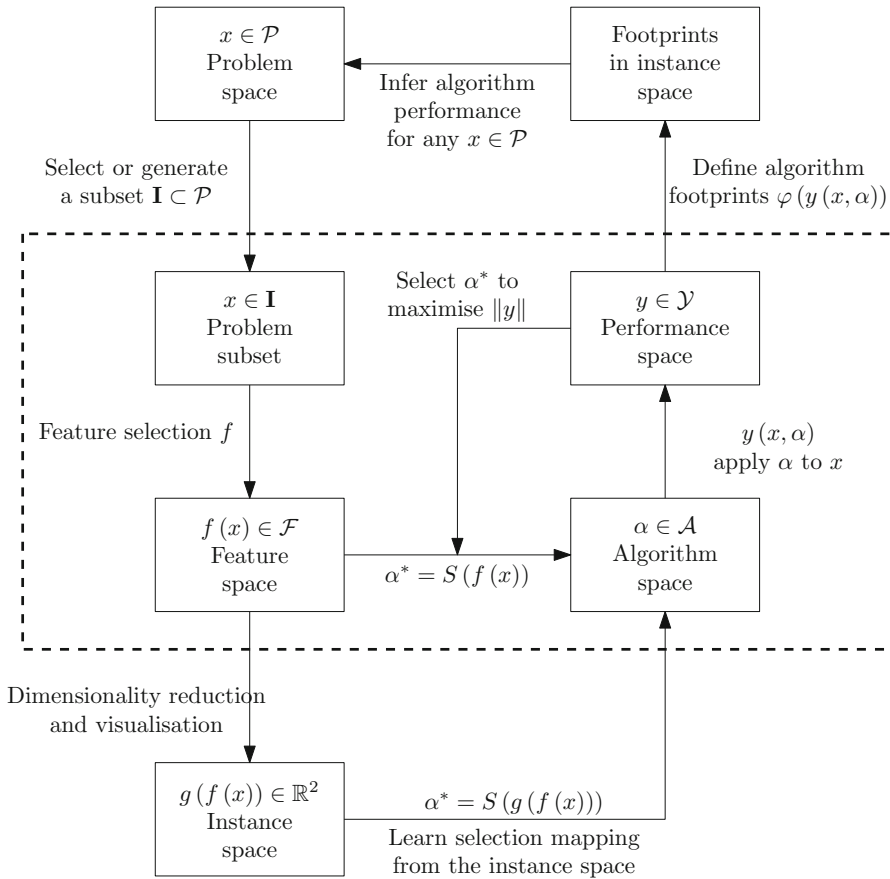 x ∈ 𝒫
Problem
space
Footprints
in instance
space
Infer algorithm
performance
for any x ∈ 𝒫
Select or generate
a subset I ⊂ 𝒫
Define algorithm
footprints φ (y (x, α))
x ∈ I
Problem
subset
Select α* to
maximise ‖y‖
y ∈ 𝒴
Performance
space
Feature selection f
y (x, α)
apply α to x
f (x) ∈ ℱ
Feature
space
α* = S (f (x))
α ∈ 𝒜
Algorithm
space
Dimensionality reduction
and visualisation
g (f (x)) ∈ ℝ²
Instance
space
α* = S (g (f (x)))
Learn selection mapping
from the instance space